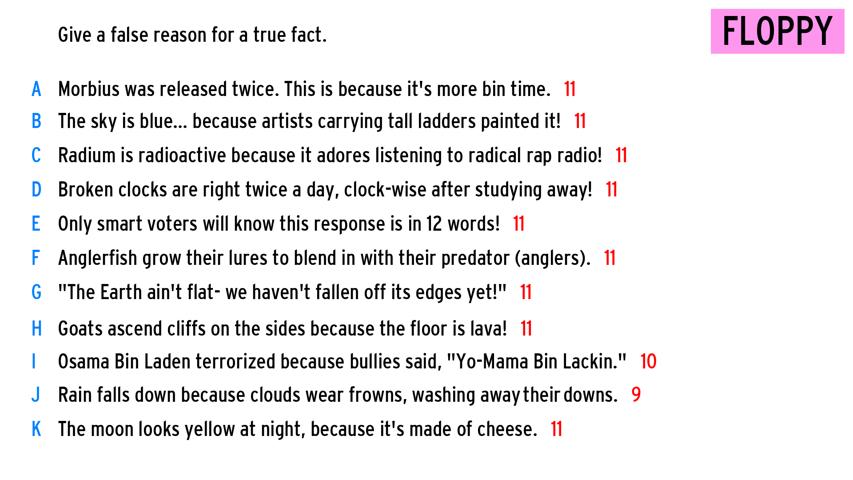 Give a false reason for a true fact.
FLOPPY
A Morbius was released twice. This is because it's more bin time. 11
B The sky is blue... because artists carrying tall ladders painted it! 11
C Radium is radioactive because it adores listening to radical rap radio! 11
D Broken clocks are right twice a day, clock-wise after studying away! 11
E Only smart voters will know this response is in 12 words! 11
F Anglerfish grow their lures to blend in with their predator (anglers). 11
G "The Earth ain't flat- we haven't fallen off its edges yet!" 11
H Goats ascend cliffs on the sides because the floor is lava! 11
I Osama Bin Laden terrorized because bullies said, "Yo-Mama Bin Lackin." 10
J Rain falls down because clouds wear frowns, washing away their downs. 9
K The moon looks yellow at night, because it's made of cheese. 11